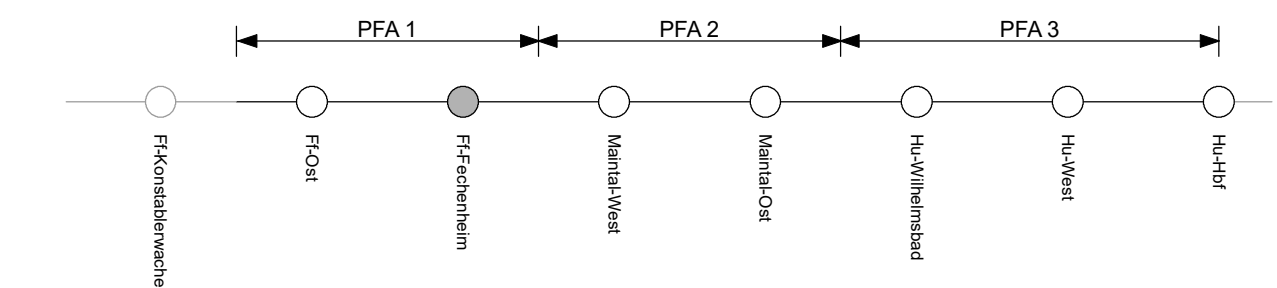 PFA 1
PFA 2
PFA 3
Ff-Konstablerwache
Ff-Ost
Ff-Fechenheim
Maintal-West
Maintal-Ost
Hu-Wilhelmsbad
Hu-West
Hu-Hbf